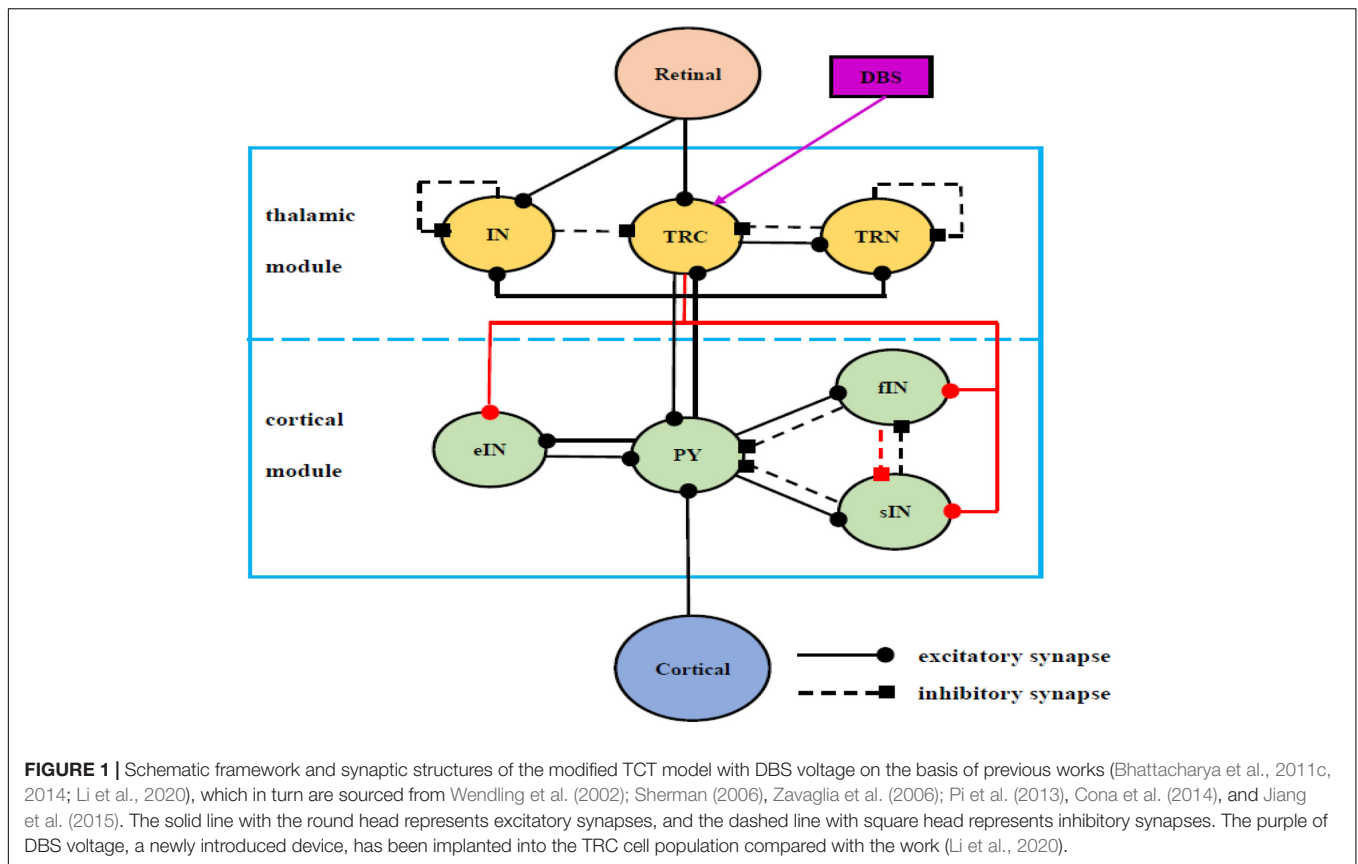 Retinal
DBS
thalamic
module
IN
TRC
TRN
cortical
module
eIN
PY
fIN
sIN
Cortical
excitatory synapse
inhibitory synapse
FIGURE 1 | Schematic framework and synaptic structures of the modified TCT model with DBS voltage on the basis of previous works (Bhattacharya et al., 2011c,
2014; Li et al., 2020), which in turn are sourced from Wendling et al. (2002); Sherman (2006), Zavaglia et al. (2006); Pi et al. (2013), Cona et al. (2014), and Jiang
et al. (2015). The solid line with the round head represents excitatory synapses, and the dashed line with square head represents inhibitory synapses. The purple of
DBS voltage, a newly introduced device, has been implanted into the TRC cell population compared with the work (Li et al., 2020).